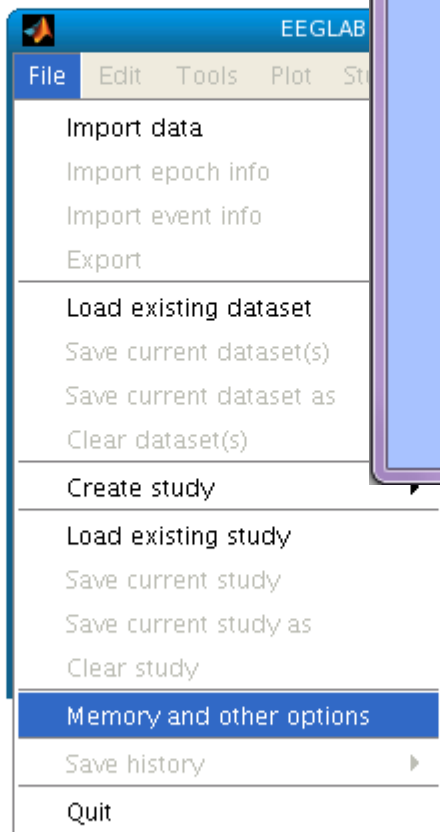 EEGLAB
File Edit Tools Plot
Import data
Import epoch info
Import event info
Export
Load existing dataset
Save current dataset(s)
Save current dataset as
Clear dataset(s)
Create study
Load existing study
Save current study
Save current study as
Clear study
Memory and other options
Save history
Quit